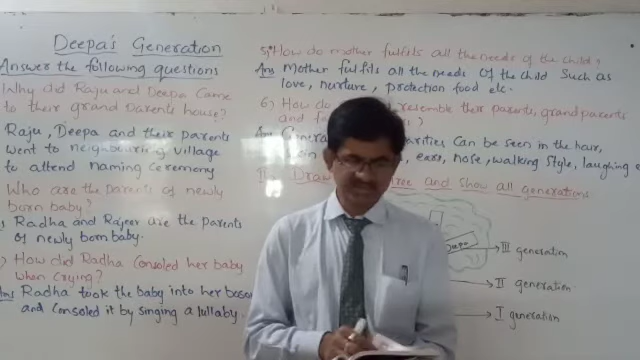 Deepa's Generation
Answer the following questions
Why did Raju and Deepa Came
to their grand parents house?
Raju, Deepa and their parents
went to neighbouring village
to attend naming ceremony
Who are the parents of newly
born baby?
Radha and Rajeer are the parents
of newly born baby.
How did Radha Consoled her baby
when crying?
Ans Radha took the baby into her
and consoled it by singing a lullaby.
5) How do mother fulfils all the needs of the child?
Ans Mother fulfils all the needs of the child Such as
love, nurture, protection food etc.
6) How do resemble their parents, grand parents
and ?
Ans Can be seen in the hair,
, ears, nose, walking style, laughing
II. and show all generations
Deepa
III generation
II generation
I generation